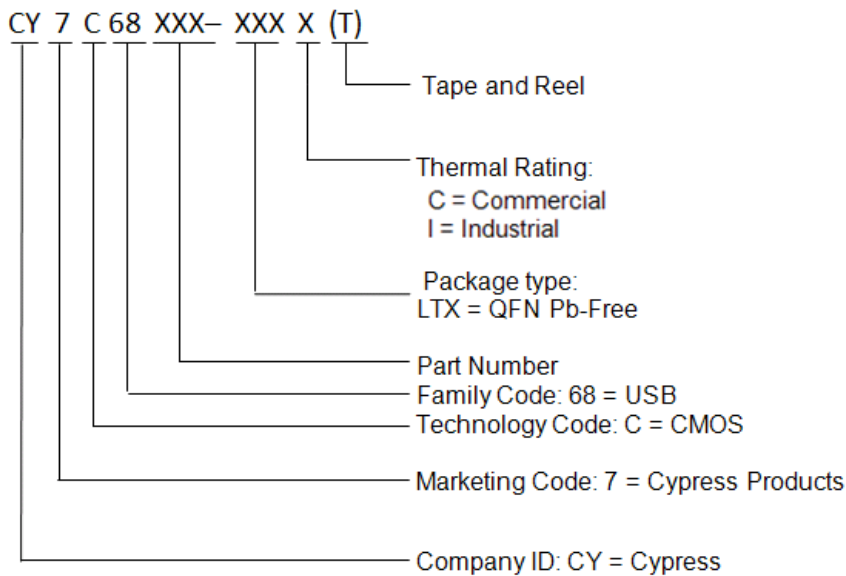 CY 7 C 68 XXX– XXX X (T)
Tape and Reel
Thermal Rating:
C = Commercial
I = Industrial
Package type:
LTX = QFN Pb-Free
Part Number
Family Code: 68 = USB
Technology Code: C = CMOS
Marketing Code: 7 = Cypress Products
Company ID: CY = Cypress